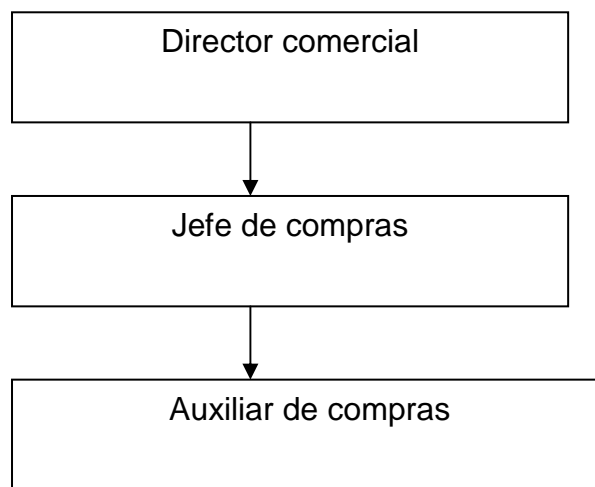 Director comercial
Jefe de compras
Auxiliar de compras